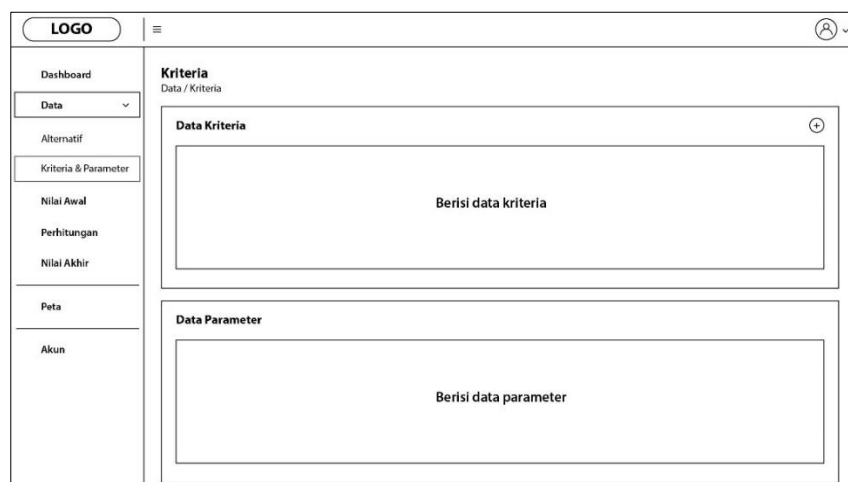 LOGO
Dashboard
Data
Alternatif
Kriteria & Parameter
Nilai Awal
Perhitungan
Nilai Akhir
Peta
Akun
Kriteria
Data / Kriteria
Data Kriteria
Berisi data kriteria
Data Parameter
Berisi data parameter